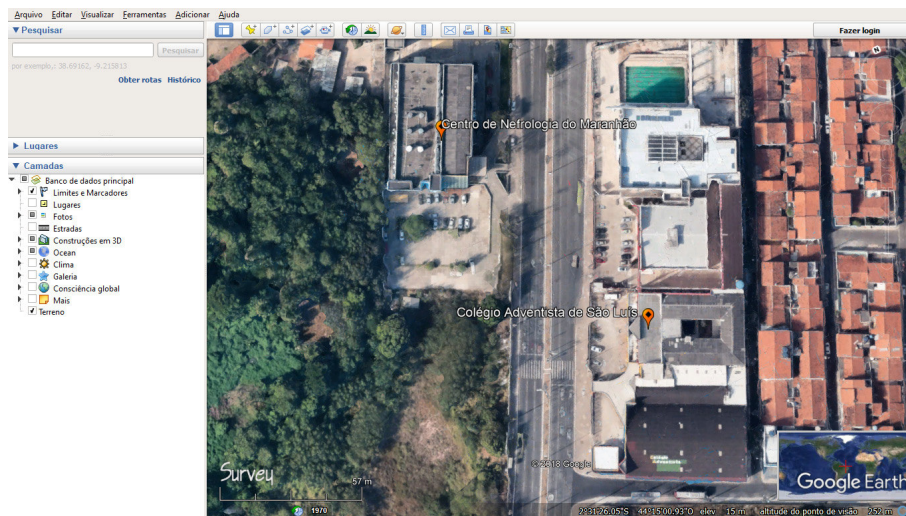 Arquivo Editar Visualizar Ferramentas Adicionar Ajuda
▼ Pesquisar
Fazer login
Pesquisar
por exemplo,: 38.69162, -9.215813
Obter rotas Histórico
▶ Lugares
▼ Camadas
Banco de dados principal
Limites e Marcadores
Lugares
Fotos
Estradas
Construções em 3D
Ocean
Clima
Galeria
Consciência global
Mais
Terreno
N
Centro de Nefrologia do Maranhão
Colégio Adventista de São Luís
Survey
57 m
© 2018 Google
Google Earth
1970
2°31'26.05"S 44°15'00.93"O elev 15 m altitude do ponto de visão 252 m